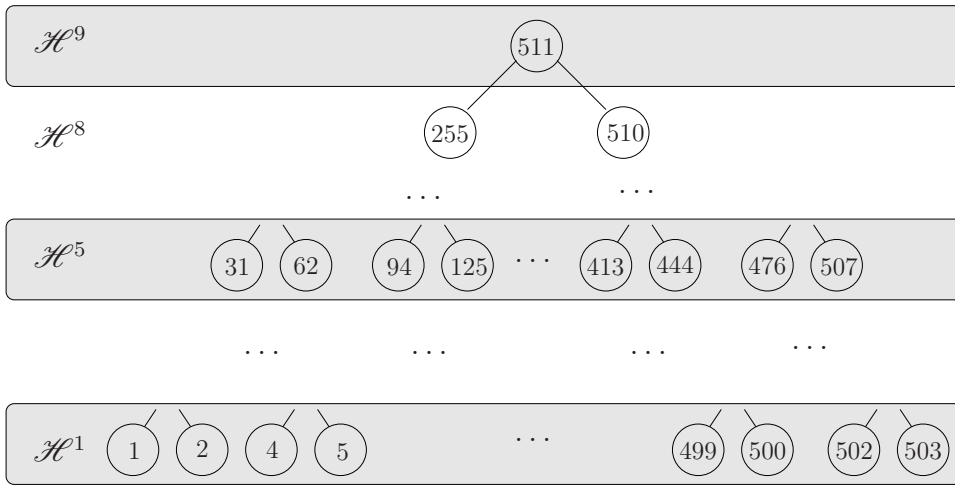 ℋ⁹ 511
ℋ⁸ 255 510
... ...
ℋ⁵ 31 62 94 125 ... 413 444 476 507
... ... ... ...
ℋ¹ 1 2 4 5 ... 499 500 502 503